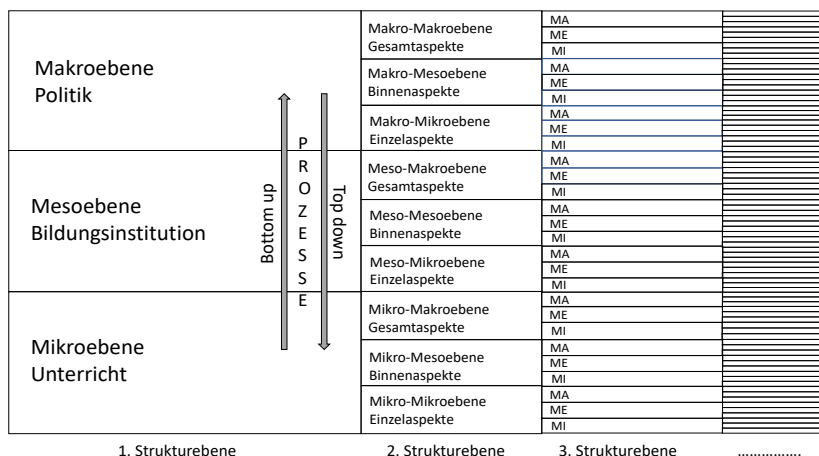 Makroebene
Politik
Mesoebene
Bildungsinstitution
Mikroebene
Unterricht
Bottom up
PROZESSE
Top down
Makro-Makroebene
Gesamtaspekte
Makro-Mesoebene
Binnenaspekte
Makro-Mikroebene
Einzelaspekte
Meso-Makroebene
Gesamtaspekte
Meso-Mesoebene
Binnenaspekte
Meso-Mikroebene
Einzelaspekte
Mikro-Makroebene
Gesamtaspekte
Mikro-Mesoebene
Binnenaspekte
Mikro-Mikroebene
Einzelaspekte
MA
ME
MI
MA
ME
MI
MA
ME
MI
MA
ME
MI
MA
ME
MI
MA
ME
MI
MA
ME
MI
MA
ME
MI
MA
ME
MI
1. Strukturebene
2. Strukturebene
3. Strukturebene
................